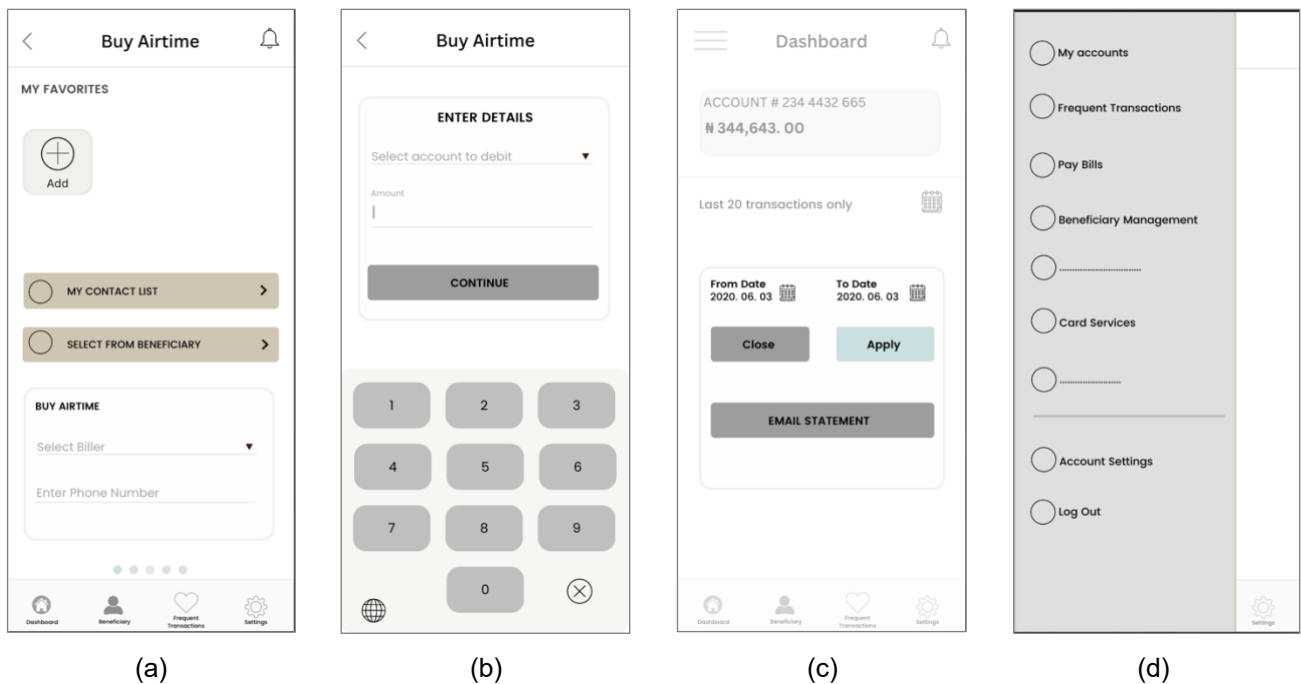 Buy Airtime
MY FAVORITES
Add
MY CONTACT LIST
SELECT FROM BENEFICIARY
BUY AIRTIME
Select Biller
Enter Phone Number
Dashboard
Beneficiary
Frequent
Transactions
Settings
(a)
Buy Airtime
ENTER DETAILS
Select account to debit
Amount
CONTINUE
1 2 3
4 5 6
7 8 9
0
(b)
Dashboard
ACCOUNT # 234 4432 665
₦ 344,643. 00
Last 20 transactions only
From Date
2020. 06. 03
To Date
2020. 06. 03
Close
Apply
EMAIL STATEMENT
Dashboard
Beneficiary
Frequent
Transactions
Settings
(c)
My accounts
Frequent Transactions
Pay Bills
Beneficiary Management
................................
Card Services
........................
Account Settings
Log Out
Settings
(d)